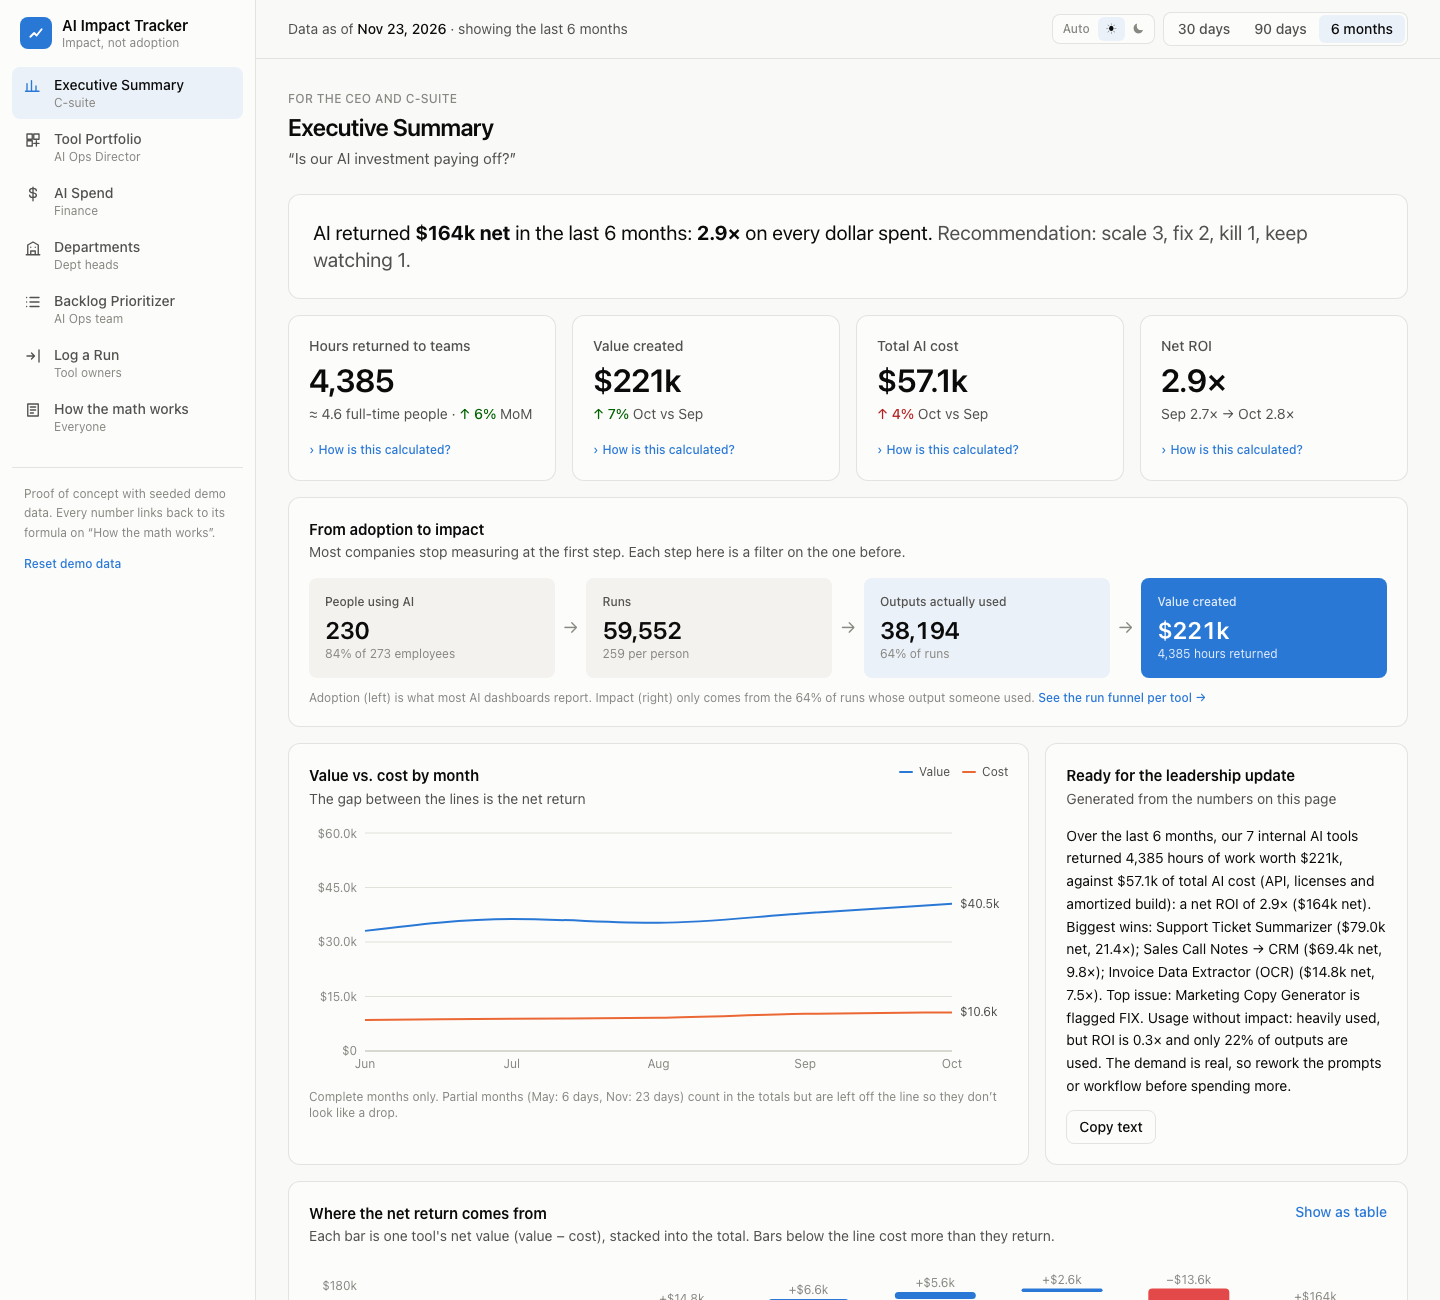 AI Impact Tracker
Impact, not adoption
Executive Summary
C-suite
Tool Portfolio
AI Ops Director
AI Spend
Finance
Departments
Dept heads
Backlog Prioritizer
AI Ops team
Log a Run
Tool owners
How the math works
Everyone
Proof of concept with seeded demo
data. Every number links back to its
formula on “How the math works”.
Reset demo data
Data as of Nov 23, 2026 · showing the last 6 months
Auto
30 days
90 days
6 months
FOR THE CEO AND C-SUITE
Executive Summary
“Is our AI investment paying off?”
AI returned $164k net in the last 6 months: 2.9× on every dollar spent. Recommendation: scale 3, fix 2, kill 1, keep
watching 1.
Hours returned to teams
4,385
≈ 4.6 full-time people · ↑ 6% MoM
› How is this calculated?
Value created
$221k
↑ 7% Oct vs Sep
› How is this calculated?
Total AI cost
$57.1k
↑ 4% Oct vs Sep
› How is this calculated?
Net ROI
2.9×
Sep 2.7× → Oct 2.8×
› How is this calculated?
From adoption to impact
Most companies stop measuring at the first step. Each step here is a filter on the one before.
People using AI
230
84% of 273 employees
→
Runs
59,552
259 per person
→
Outputs actually used
38,194
64% of runs
→
Value created
$221k
4,385 hours returned
Adoption (left) is what most AI dashboards report. Impact (right) only comes from the 64% of runs whose output someone used. See the run funnel per tool →
Value vs. cost by month
The gap between the lines is the net return
Value
Cost
$60.0k
$45.0k
$30.0k
$15.0k
$0
$40.5k
$10.6k
Jun
Jul
Aug
Sep
Oct
Complete months only. Partial months (May: 6 days, Nov: 23 days) count in the totals but are left off the line so they don't
look like a drop.
Ready for the leadership update
Generated from the numbers on this page
Over the last 6 months, our 7 internal AI tools
returned 4,385 hours of work worth $221k,
against $57.1k of total AI cost (API, licenses and
amortized build): a net ROI of 2.9× ($164k net).
Biggest wins: Support Ticket Summarizer ($79.0k
net, 21.4×); Sales Call Notes → CRM ($69.4k net,
9.8×); Invoice Data Extractor (OCR) ($14.8k net,
7.5×). Top issue: Marketing Copy Generator is
flagged FIX. Usage without impact: heavily used,
but ROI is 0.3× and only 22% of outputs are
used. The demand is real, so rework the prompts
or workflow before spending more.
Copy text
Where the net return comes from
Show as table
Each bar is one tool's net value (value – cost), stacked into the total. Bars below the line cost more than they return.
$180k
+$14.8k
+$6.6k
+$5.6k
+$2.6k
−$13.6k
+$164k